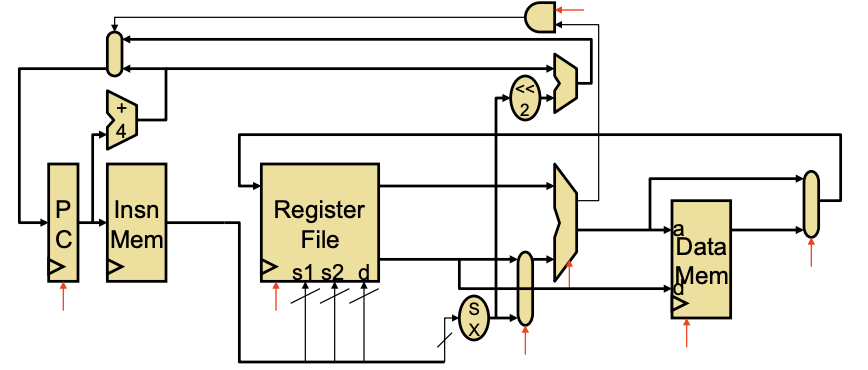 <<
2
+
4
P
C
Insn
Mem
Register
File
s1 s2 d
S
X
a
Data
Mem
d